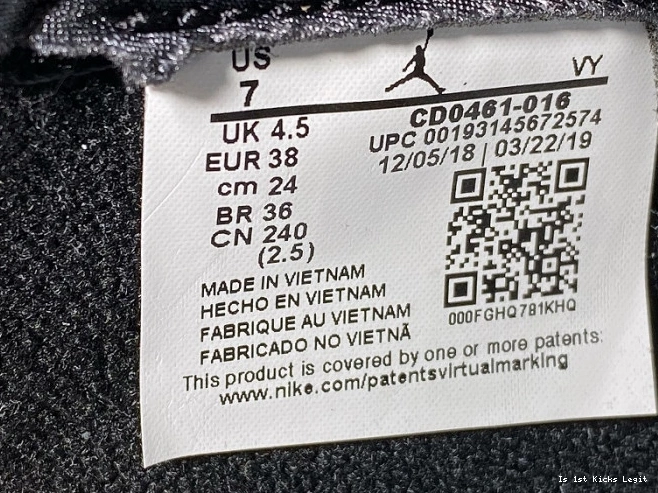 US
7
UK 4.5
EUR 38
cm 24
BR 36
CN 240
(2.5)
VY
CD0461-016
UPC 00193145672574
12/05/18 | 03/22/19
000FGHQ781KHQ
MADE IN VIETNAM
HECHO EN VIETNAM
FABRIQUE AU VIETNAM
FABRICADO NO VIETNÃ
This product is covered by one or more patents:
www.nike.com/patentsvirtualmarking
Is 1st Kicks Legit